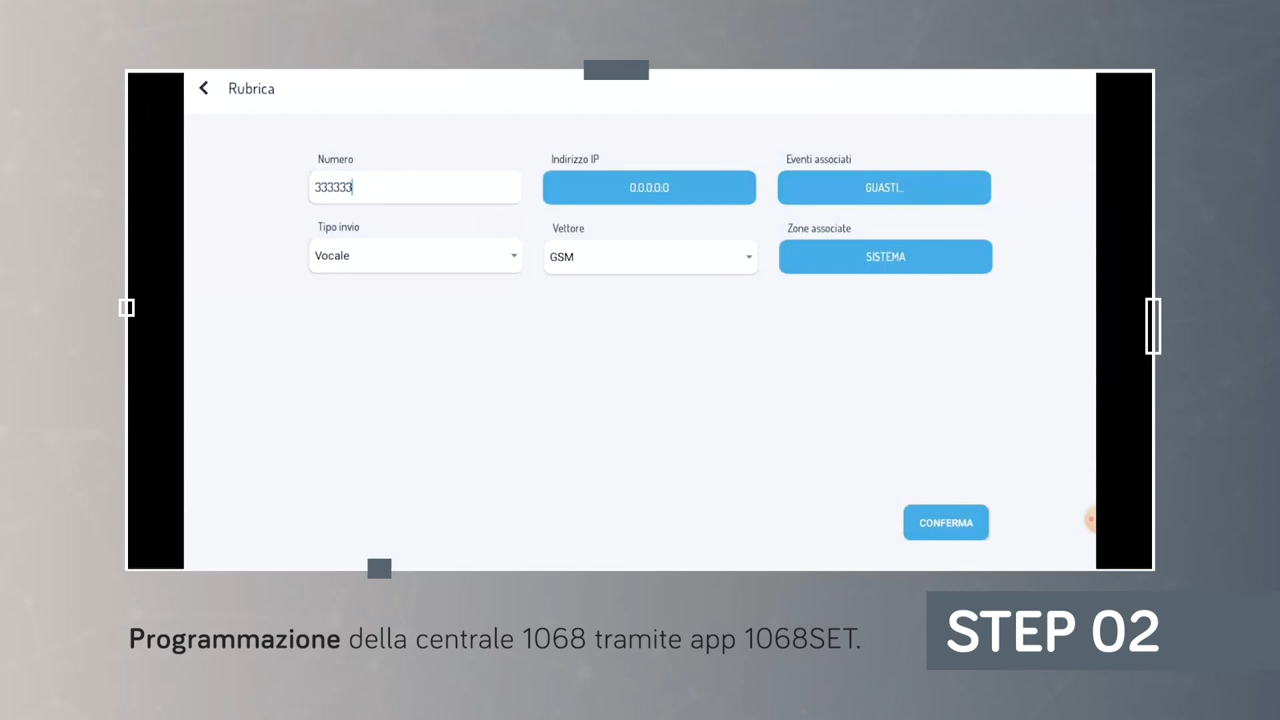 Rubrica
Numero
Indirizzo IP
Eventi associati
333333
0.0.0.0:0
GUASTI...
Tipo invio
Vettore
Zone associate
Vocale
GSM
SISTEMA
CONFERMA
Programmazione della centrale 1068 tramite app 1068SET.
STEP 02